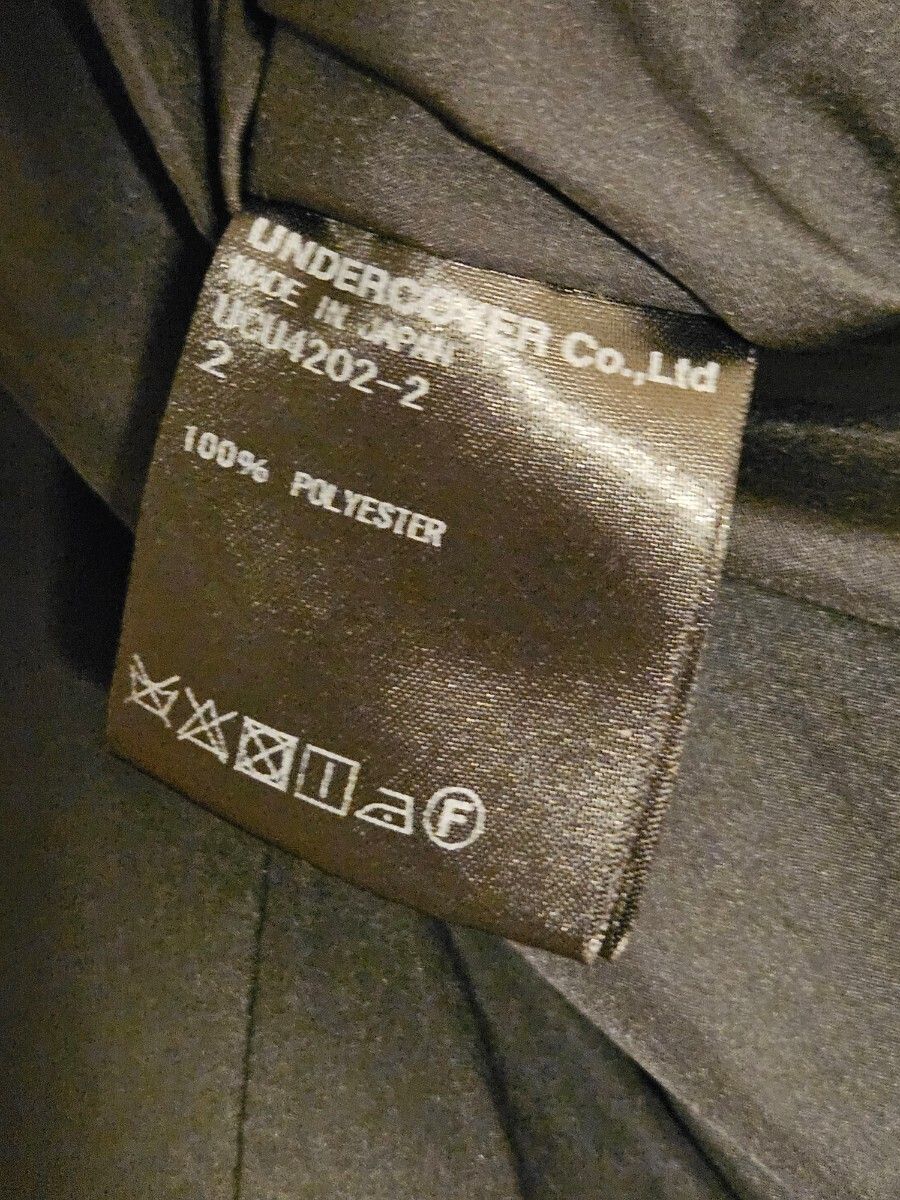 UNDERCOVER Co.,Ltd
MADE IN JAPAN
UCU4202-2
2
100% POLYESTER
F